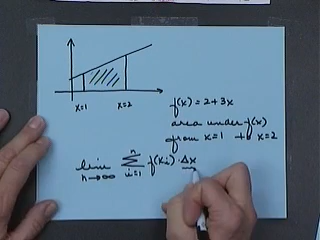 x=1 x=2
f(x) = 2+3x
area under f(x)
from x=1 to x=2
lim n→∞ n Σ i=1 f(xi) · Δx